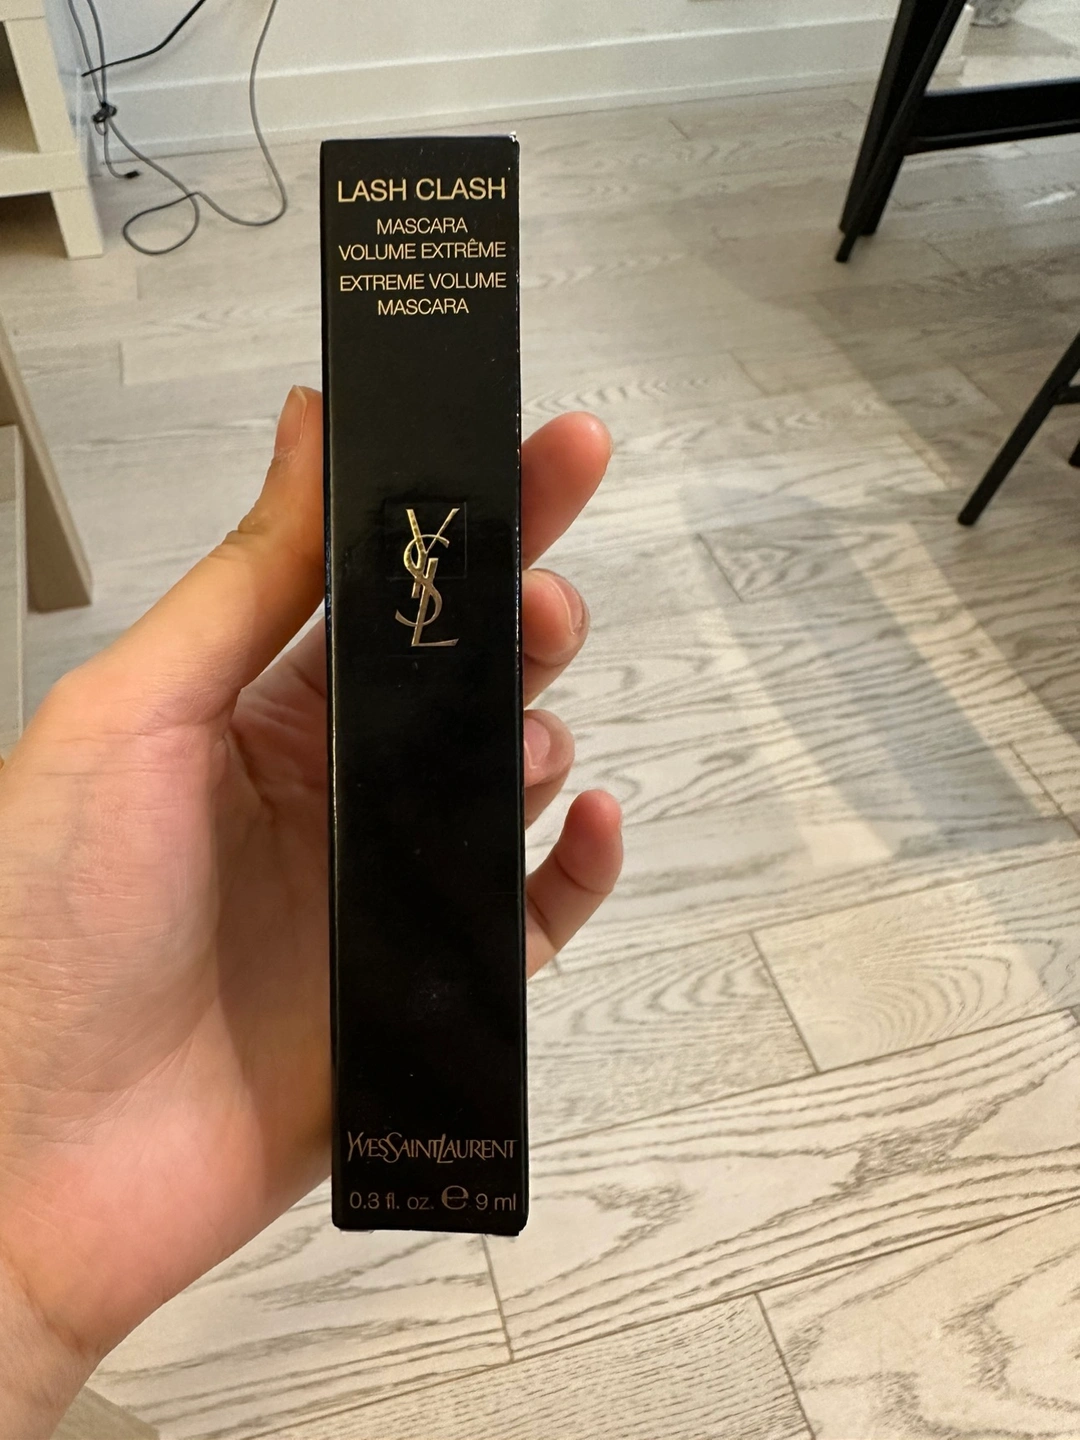 LASH CLASH
MASCARA
VOLUME EXTRÊME
EXTREME VOLUME
MASCARA
YSL
YVESSAINTLAURENT
0.3 fl. oz. ℮ 9 ml